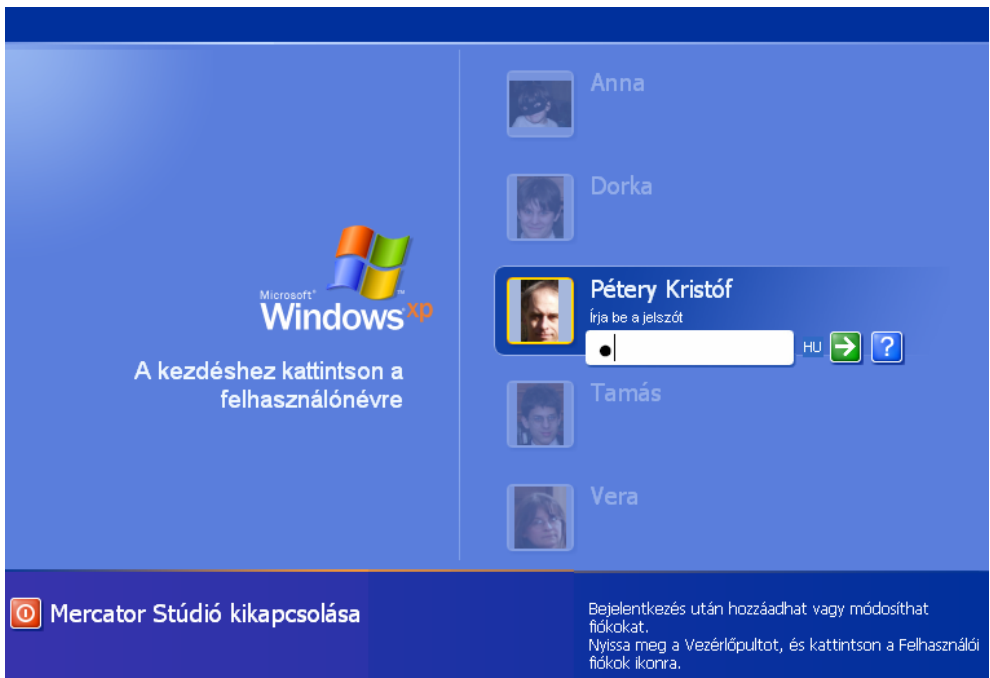 Anna
Dorka
Pétery Kristóf
Írja be a jelszót
HU
?
Microsoft®
Windows xp
™
A kezdéshez kattintson a
felhasználónévre
Tamás
Vera
Mercator Stúdió kikapcsolása
Bejelentkezés után hozzáadhat vagy módosíthat
fiókokat.
Nyissa meg a Vezérlőpultot, és kattintson a Felhasználói
fiókok ikonra.